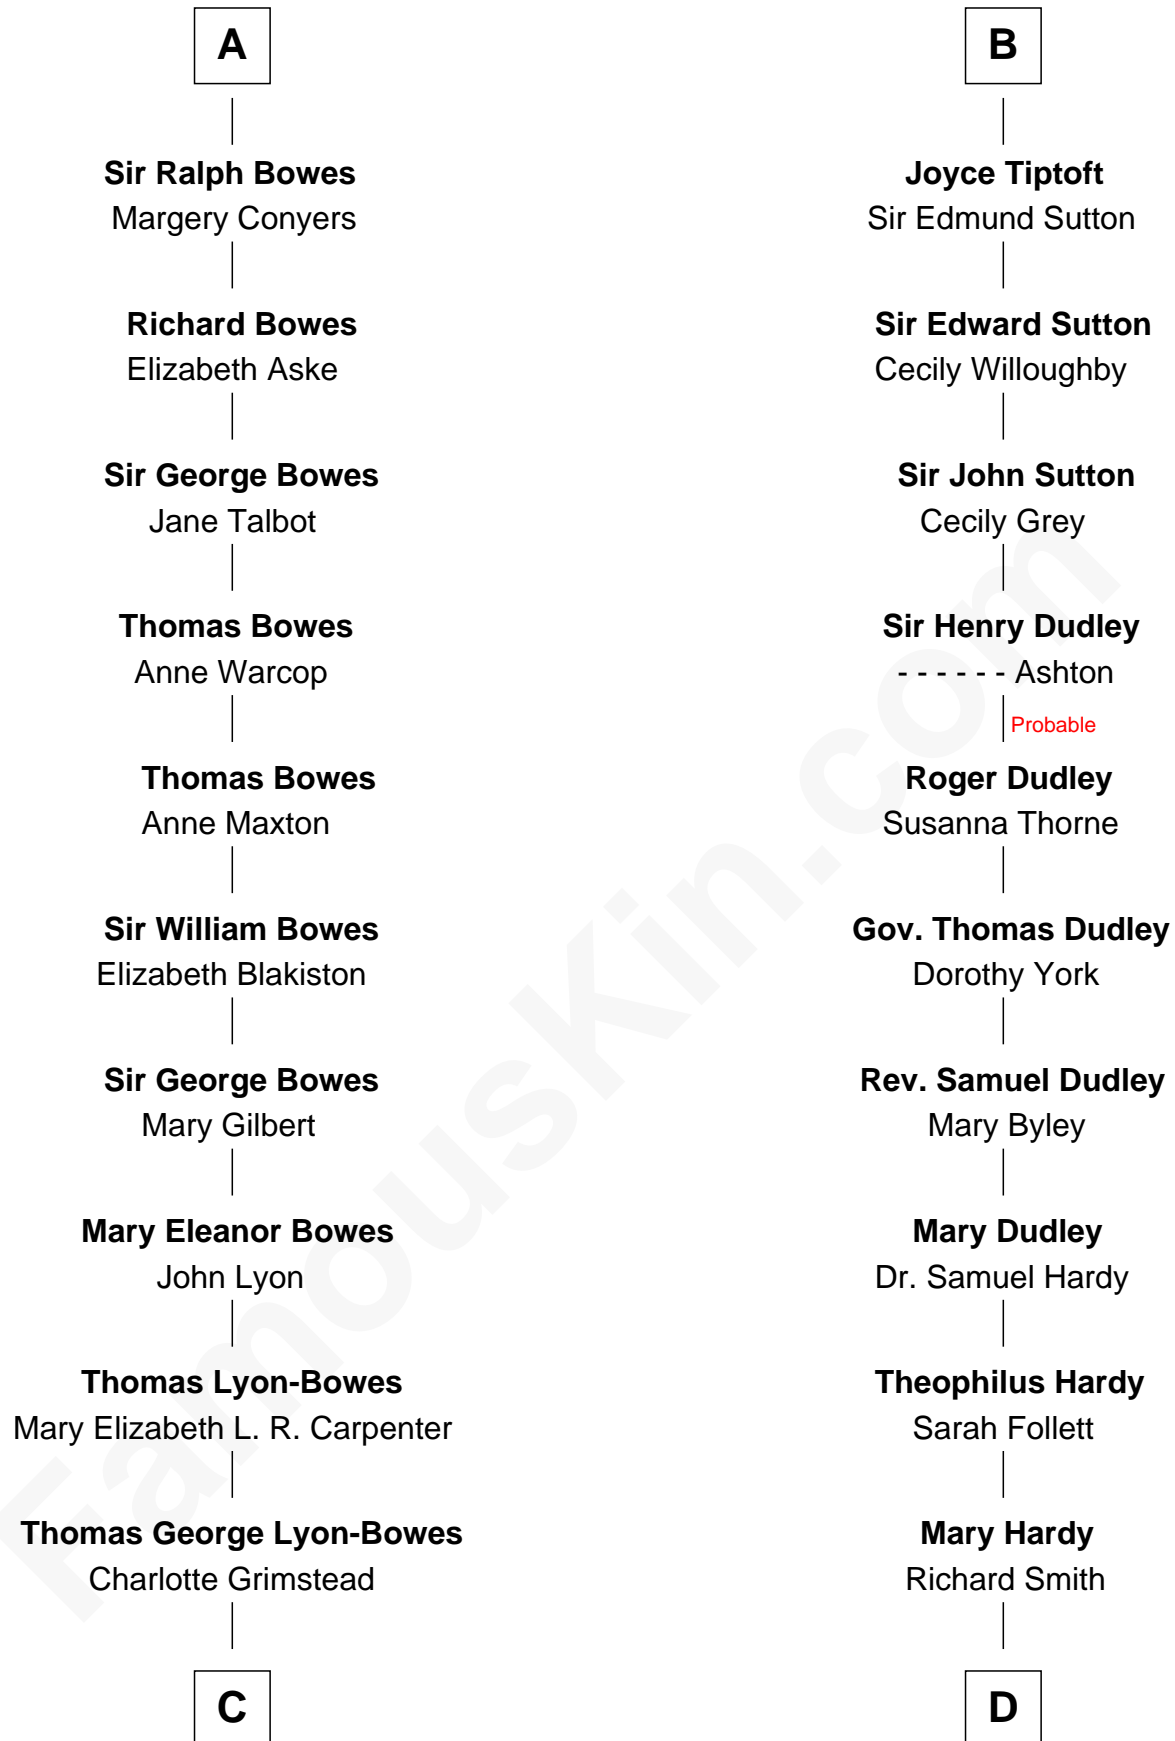 A
Sir Ralph Bowes
Margery Conyers
Richard Bowes
Elizabeth Aske
Sir George Bowes
Jane Talbot
Thomas Bowes
Anne Warcop
Thomas Bowes
Anne Maxton
Sir William Bowes
Elizabeth Blakiston
Sir George Bowes
Mary Gilbert
Mary Eleanor Bowes
John Lyon
Thomas Lyon-Bowes
Mary Elizabeth L. R. Carpenter
Thomas George Lyon-Bowes
Charlotte Grimstead
C
B
Joyce Tiptoft
Sir Edmund Sutton
Sir Edward Sutton
Cecily Willoughby
Sir John Sutton
Cecily Grey
Sir Henry Dudley
- - - - - - Ashton
Probable
Roger Dudley
Susanna Thorne
Gov. Thomas Dudley
Dorothy York
Rev. Samuel Dudley
Mary Byley
Mary Dudley
Dr. Samuel Hardy
Theophilus Hardy
Sarah Follett
Mary Hardy
Richard Smith
D
FamousKin.com